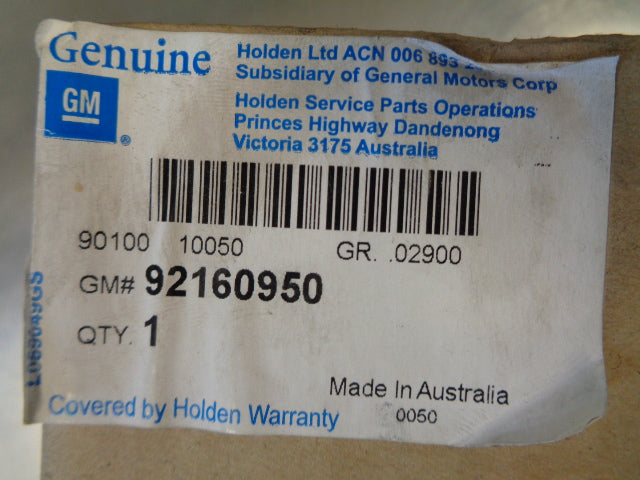 Genuine
GM
®
Holden Ltd ACN 006 893
Subsidiary of General Motors Corp
Holden Service Parts Operations
Princes Highway Dandenong
Victoria 3175 Australia
90100 10050 GR. .02900
GM# 92160950
QTY. 1
Made In Australia
0050
Covered by Holden Warranty